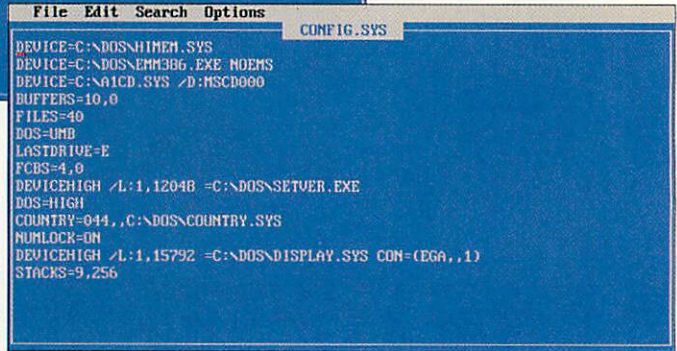 File Edit Search Options
CONFIG.SYS
DEVICE=C:\DOS\HIMEM.SYS
DEVICE=C:\DOS\EMM386.EXE NOEMS
DEVICE=C:\A1CD.SYS /D:MSCD000
BUFFERS=10,0
FILES=40
DOS=UMB
LASTDRIVE=E
FCBS=4,0
DEVICEHIGH /L:1,12048 =C:\DOS\SETVER.EXE
DOS=HIGH
COUNTRY=044,,C:\DOS\COUNTRY.SYS
NUMLOCK=ON
DEVICEHIGH /L:1,15792 =C:\DOS\DISPLAY.SYS CON=(EGA,,1)
STACKS=9,256